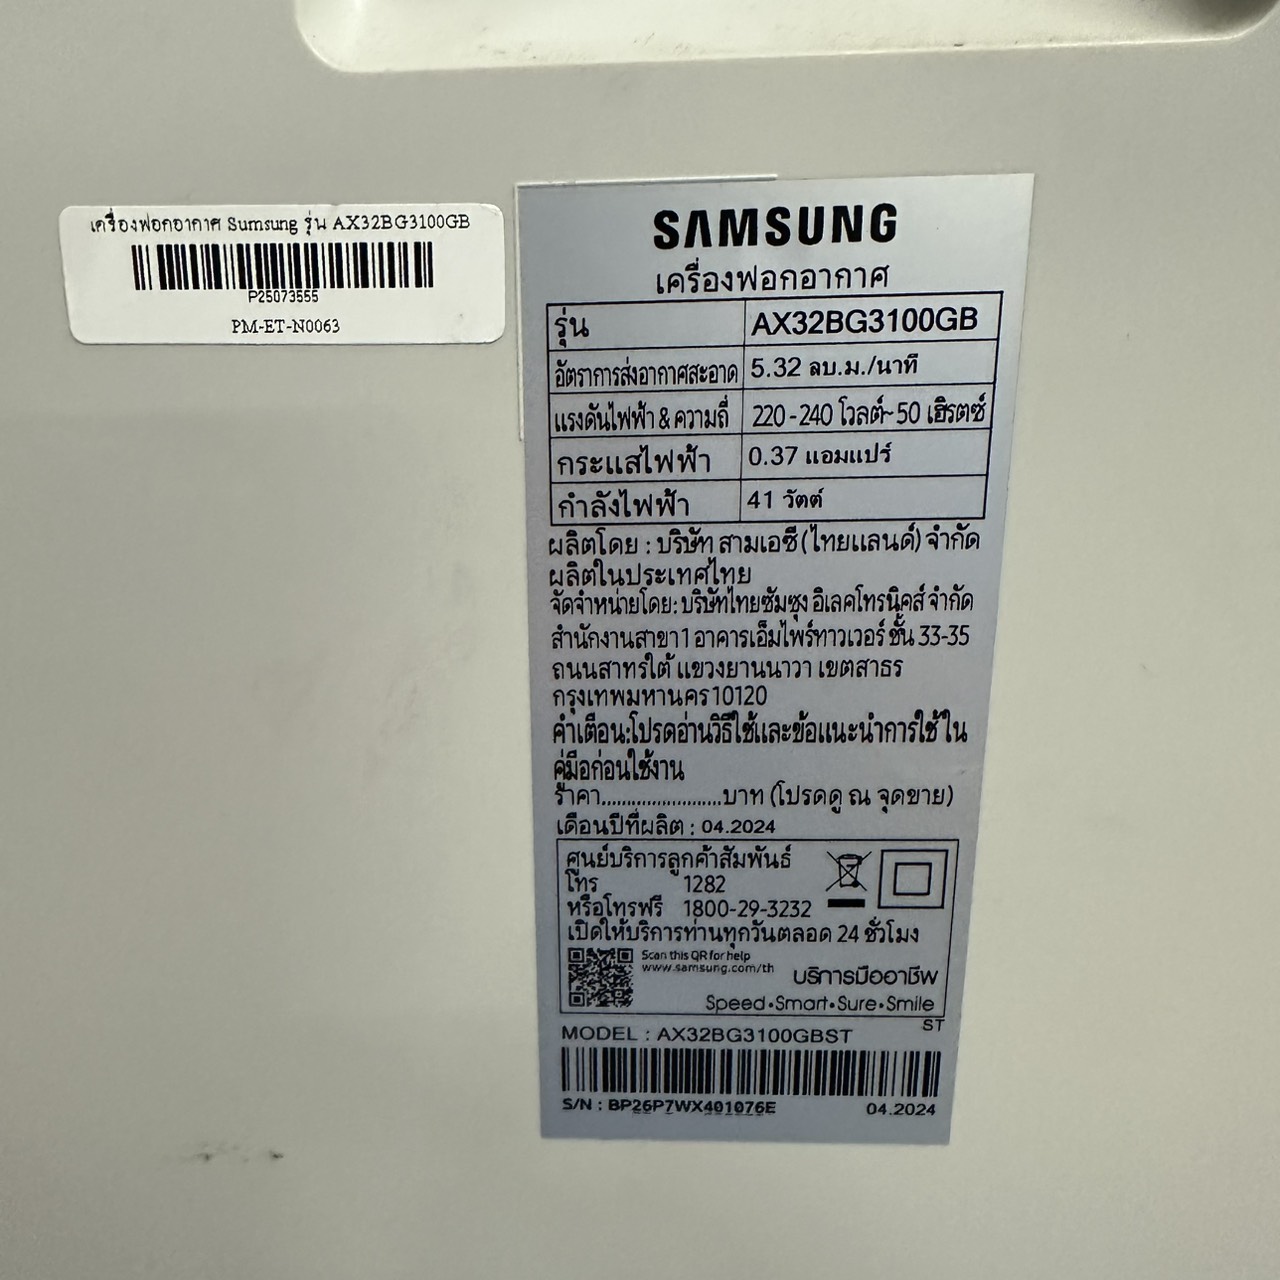 เครื่องฟอกอากาศ Sumsung รุ่น AX32BG3100GB
P25073555
PM-ET-N0063
SAMSUNG
เครื่องฟอกอากาศ
รุ่น AX32BG3100GB
อัตราการส่งอากาศสะอาด 5.32 ลบ.ม./นาที
แรงดันไฟฟ้า & ความถี่ 220-240 โวลต์~ 50 เฮิรตซ์
กระแสไฟฟ้า 0.37 แอมแปร์
กำลังไฟฟ้า 41 วัตต์
ผลิตโดย : บริษัท สามเอซี (ไทยแลนด์) จำกัด
ผลิตในประเทศไทย
จัดจำหน่ายโดย: บริษัทไทยซัมซุง อิเลคโทรนิคส์ จำกัด
สำนักงานสาขา 1 อาคารเอ็มไพร์ทาวเวอร์ ชั้น 33-35
ถนนสาทรใต้ แขวงยานนาวา เขตสาธร
กรุงเทพมหานคร 10120
คำเตือน:โปรดอ่านวิธีใช้และข้อแนะนำการใช้ ใน
คู่มือก่อนใช้งาน
ราคา........................บาท (โปรดดู ณ จุดขาย)
เดือนปีที่ผลิต : 04.2024
ศูนย์บริการลูกค้าสัมพันธ์
โทร 1282
หรือโทรฟรี 1800-29-3232
เปิดให้บริการท่านทุกวันตลอด 24 ชั่วโมง
Scan this QR for help
www.samsung.com/th
บริการมืออาชีพ
Speed•Smart•Sure•Smile
ST
MODEL : AX32BG3100GBST
S/N : BP26P7WX401076E 04.2024